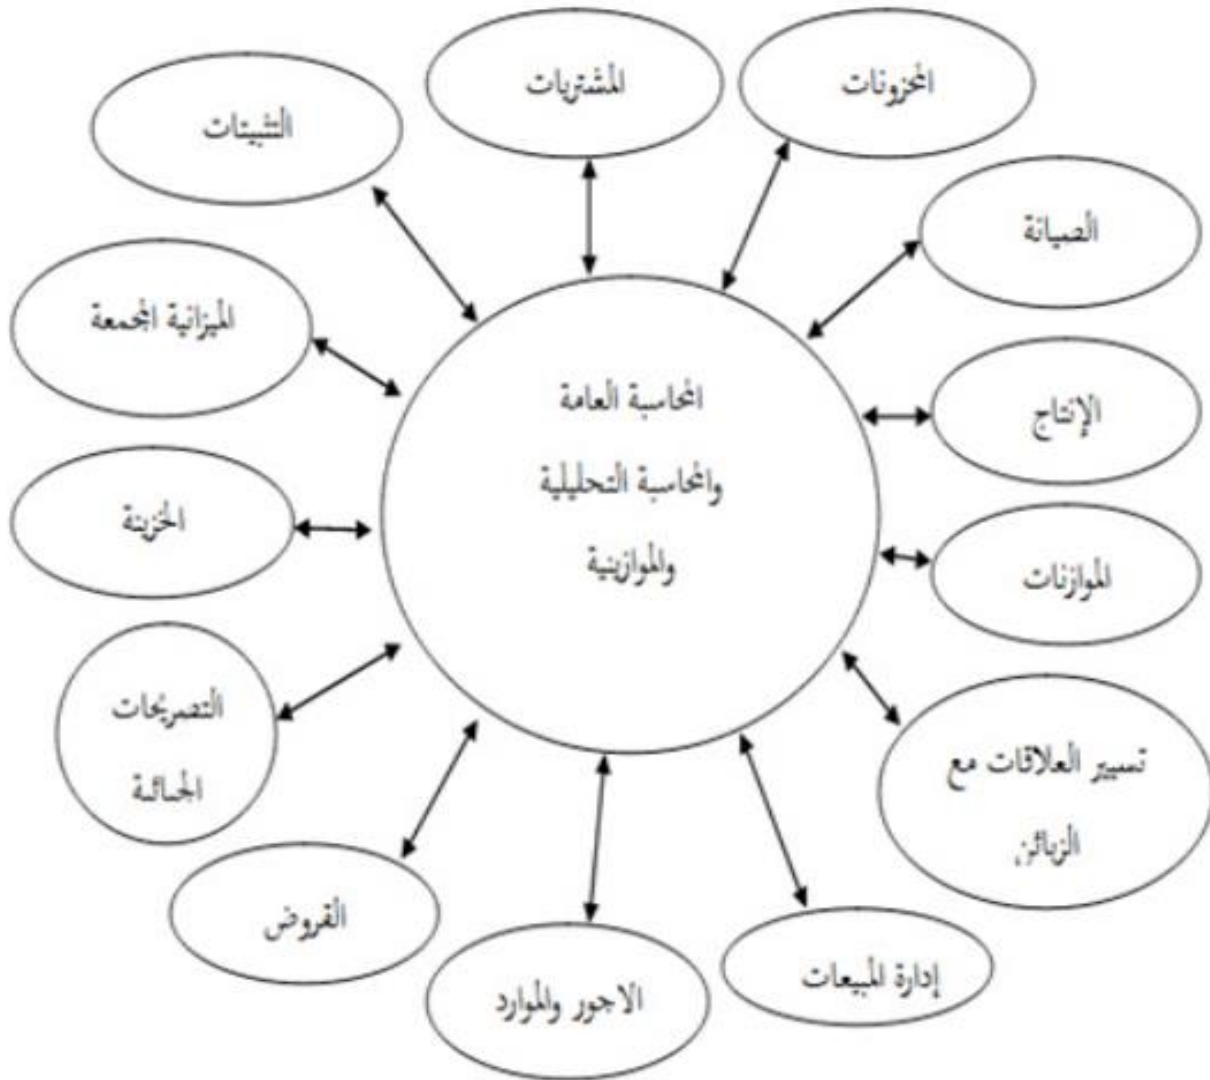 المخزونات
المشتريات
التثبيتات
الصيانة
الميزانية المجمعة
الإنتاج
المحاسبة العامة
والمحاسبة التحليلية
والموازينية
الخزينة
الموازنات
التصريحات
الجبائية
تسيير العلاقات مع
الزبائن
القروض
إدارة المبيعات
الاجور والموارد